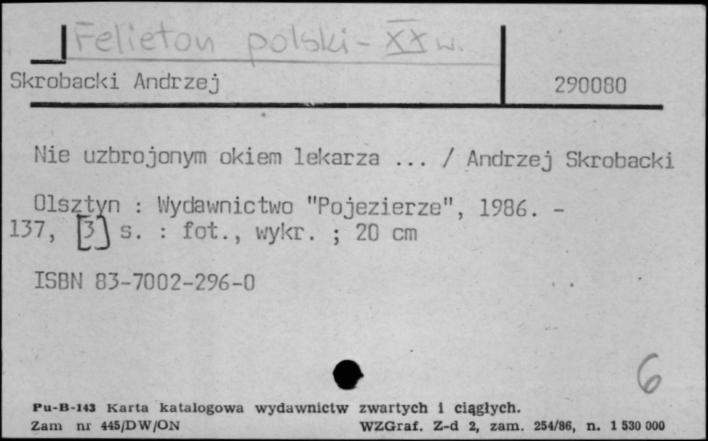 Felieton polski - XX w.
Skrobacki Andrzej 290080
Nie uzbrojonym okiem lekarza ... / Andrzej Skrobacki
Olsztyn : Wydawnictwo "Pojezierze", 1986. -
137, [3] s. : fot., wykr. ; 20 cm
ISBN 83-7002-296-0
6
Pu-B-143 Karta katalogowa wydawnictw zwartych i ciągłych.
Zam nr 445/DW/ON WZGraf. Z-d 2, zam. 254/86, n. 1 530 000